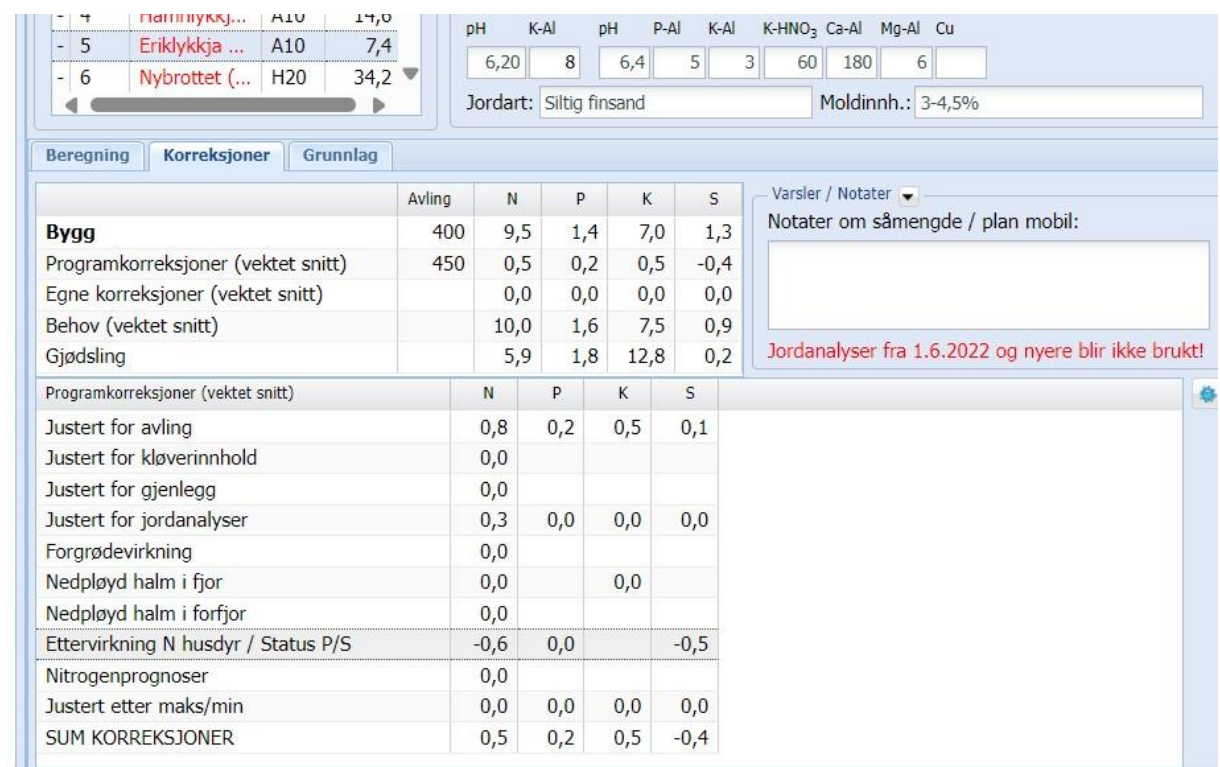 - 4 Hamnlykkj... A10 14,6
- 5 Eriklykkja ... A10 7,4
- 6 Nybrottet (... H20 34,2
pH K-Al pH P-Al K-Al K-HNO₃ Ca-Al Mg-Al Cu
6,20 8 6,4 5 3 60 180 6
Jordart: Siltig finsand Moldinnh.: 3-4,5%
Beregning Korreksjoner Grunnlag
Avling N P K S
Bygg 400 9,5 1,4 7,0 1,3
Programkorreksjoner (vektet snitt) 450 0,5 0,2 0,5 -0,4
Egne korreksjoner (vektet snitt) 0,0 0,0 0,0 0,0
Behov (vektet snitt) 10,0 1,6 7,5 0,9
Gjødsling 5,9 1,8 12,8 0,2
Varsler / Notater
Notater om såmengde / plan mobil:
Jordanalyser fra 1.6.2022 og nyere blir ikke brukt!
Programkorreksjoner (vektet snitt) N P K S
Justert for avling 0,8 0,2 0,5 0,1
Justert for kløverinnhold 0,0
Justert for gjenlegg 0,0
Justert for jordanalyser 0,3 0,0 0,0 0,0
Forgrødevirkning 0,0
Nedpløyd halm i fjor 0,0 0,0
Nedpløyd halm i forfjor 0,0
Ettervirkning N husdyr / Status P/S -0,6 0,0 -0,5
Nitrogenprognoser 0,0
Justert etter maks/min 0,0 0,0 0,0 0,0
SUM KORREKSJONER 0,5 0,2 0,5 -0,4